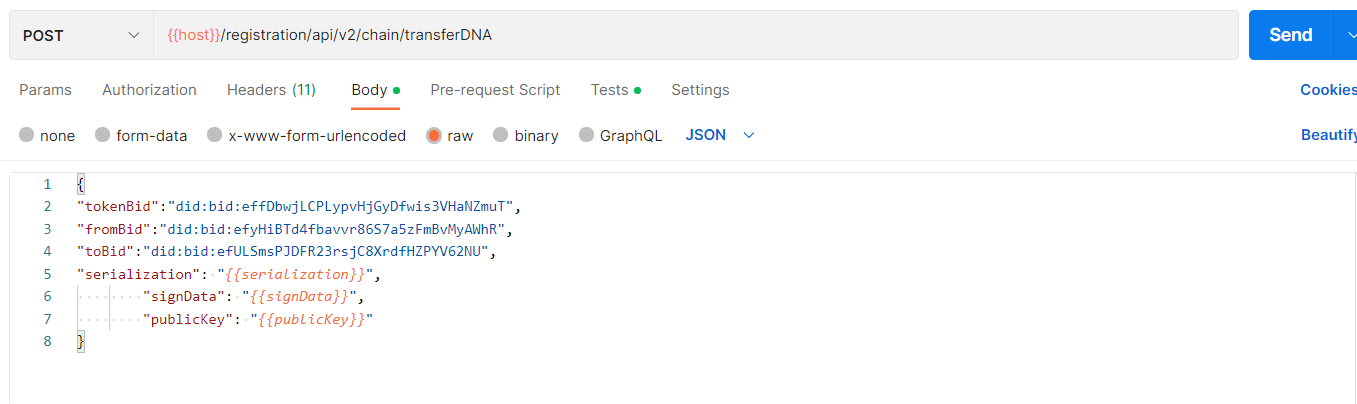 POST {{host}}/registration/api/v2/chain/transferDNA Send
Params Authorization Headers (11) Body Pre-request Script Tests Settings Cookies
none form-data x-www-form-urlencoded raw binary GraphQL JSON Beautify
1 {
2 "tokenBid":"did:bid:effDbwjLCPLypvHjGyDfwis3VHaNZmuT",
3 "fromBid":"did:bid:efyHiBTd4fbavvr86S7a5zFmBvMyAWhR",
4 "toBid":"did:bid:efULSmsPJDFR23rsjC8XrdfHZPYV62NU",
5 "serialization": "{{serialization}}",
6 "signData": "{{signData}}",
7 "publicKey": "{{publicKey}}"
8 }